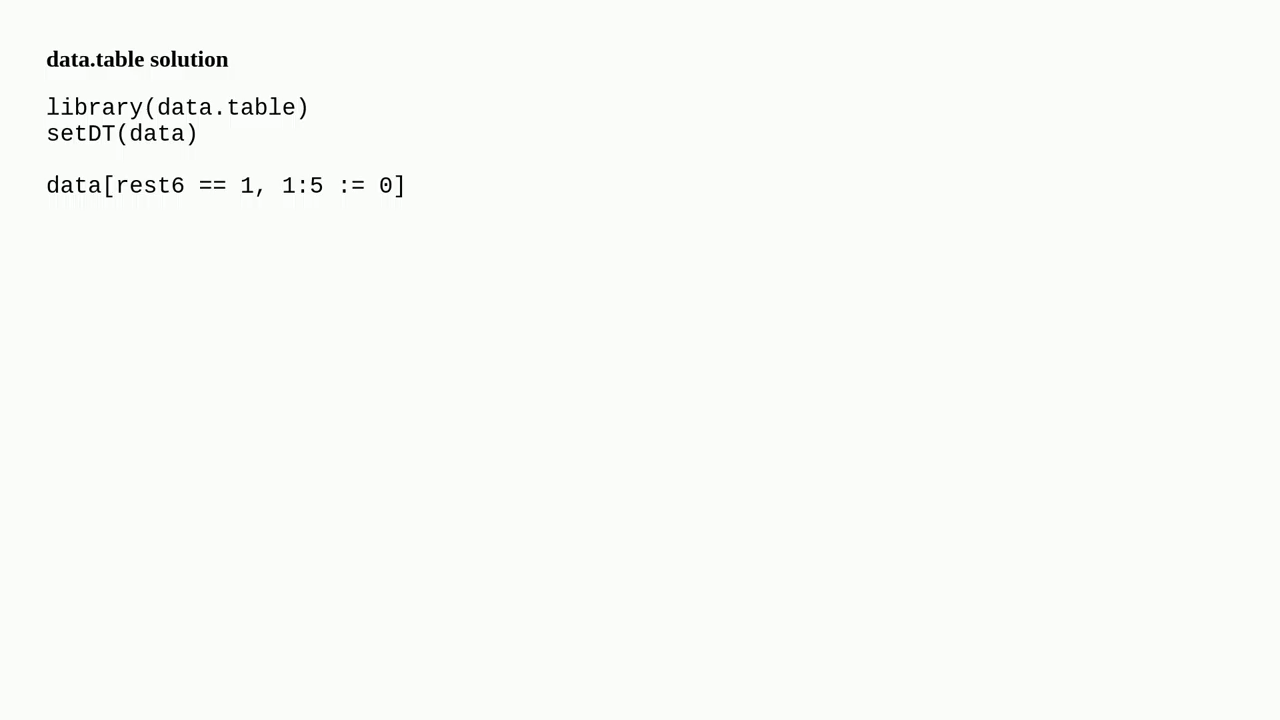 data.table solution
library(data.table)
setDT(data)
data[rest6 == 1, 1:5 := 0]